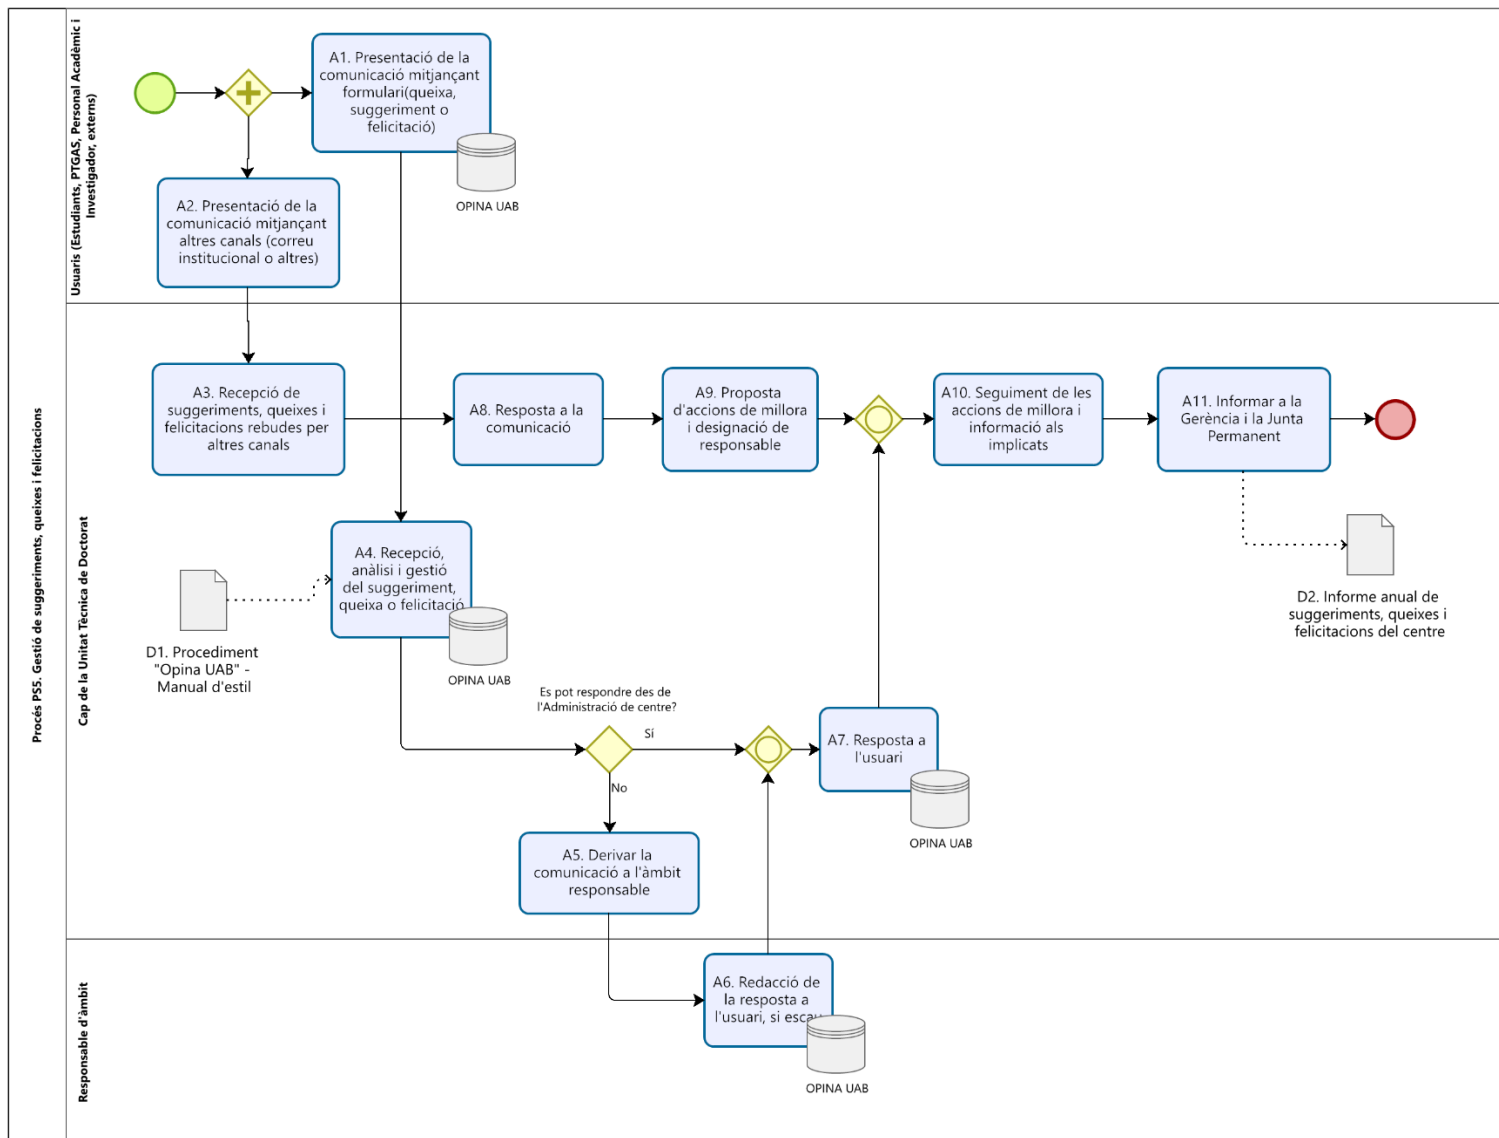 Procés PS5. Gestió de suggeriments, queixes i felicitacions
Usuaris (Estudiants, PTGAS, Personal Acadèmic i
Investigador, externs)
A1. Presentació de la
comunicació mitjançant
formulari(queixa,
suggeriment o
felicitació)
OPINA UAB
A2. Presentació de la
comunicació mitjançant
altres canals (correu
institucional o altres)
Cap de la Unitat Tècnica de Doctorat
A3. Recepció de
suggeriments, queixes i
felicitacions rebudes per
altres canals
A8. Resposta a la
comunicació
A9. Proposta
d'accions de millora
i designació de
responsable
A10. Seguiment de les
accions de millora i
informació als
implicats
A11. Informar a la
Gerència i la Junta
Permanent
A4. Recepció,
anàlisi i gestió
del suggeriment,
queixa o felicitació
OPINA UAB
D1. Procediment
"Opina UAB" -
Manual d'estil
D2. Informe anual de
suggeriments, queixes i
felicitacions del centre
Es pot respondre des de
l'Administració de centre?
Sí
No
A7. Resposta a
l'usuari
OPINA UAB
A5. Derivar la
comunicació a l'àmbit
responsable
Responsable d'àmbit
A6. Redacció de
la resposta a
l'usuari, si escau
OPINA UAB